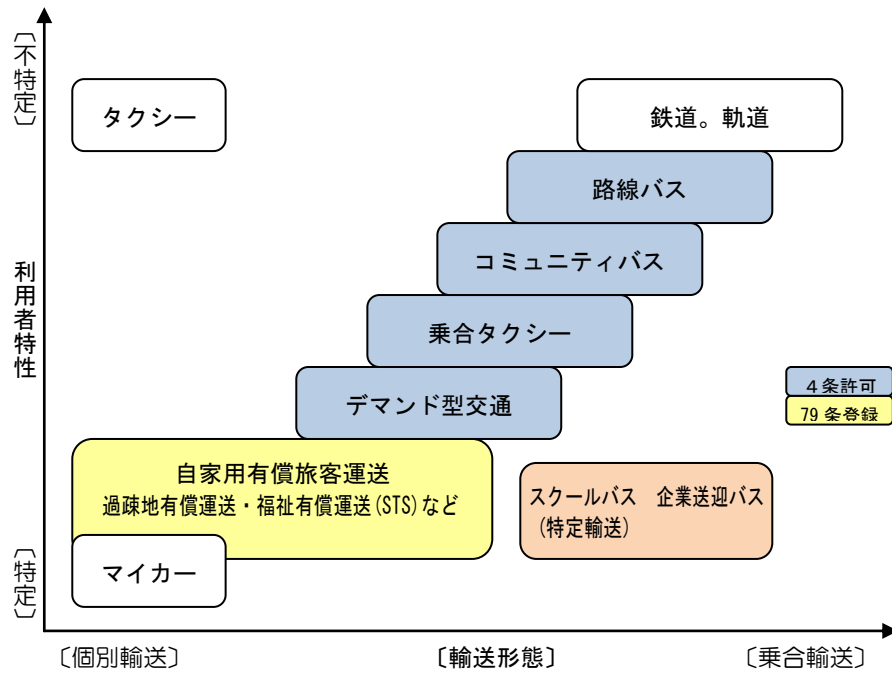 〔不特定〕
タクシー
鉄道。軌道
路線バス
コミュニティバス
利用者特性
乗合タクシー
デマンド型交通
4条許可
79条登録
自家用有償旅客運送
過疎地有償運送・福祉有償運送(STS)など
スクールバス　企業送迎バス
(特定輸送)
〔特定〕
マイカー
〔個別輸送〕
〔輸送形態〕
〔乗合輸送〕